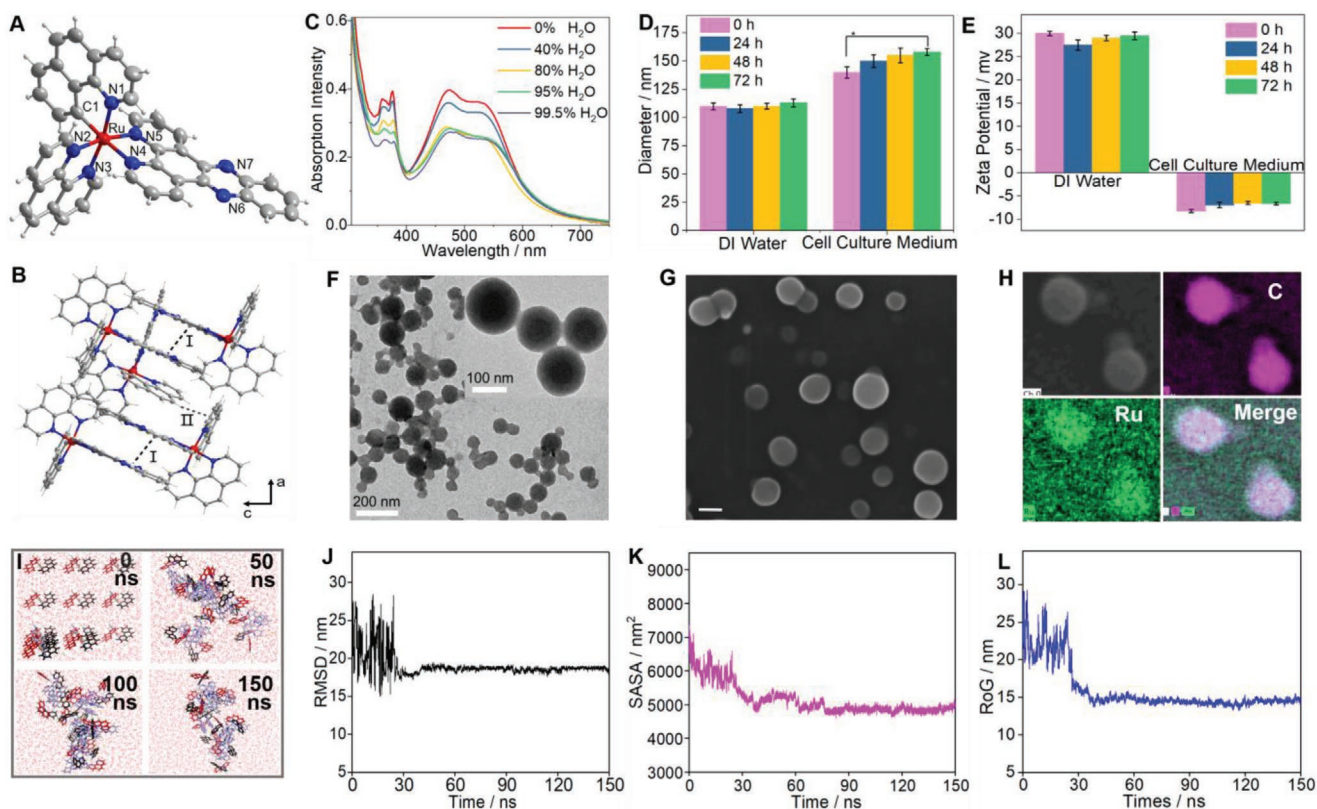 A
N1
C1
Ru
N2
N5
N4
N3
N7
N6
C
Absorption Intensity
0.6
0.4
0.2
0.0
0% H₂O
40% H₂O
80% H₂O
95% H₂O
99.5% H₂O
400 500 600 700
Wavelength / nm
D
Diameter / nm
200
175
150
125
100
75
50
25
0
0 h
24 h
48 h
72 h
*
DI Water Cell Culture Medium
E
Zeta Potential / mv
30
25
20
15
10
5
0
-5
-10
0 h
24 h
48 h
72 h
Cell Culture Medium
DI Water
B
I
II
I
a
c
F
100 nm
200 nm
G
H
C
Ru
Merge
I
0
ns
50
ns
100
ns
150
ns
J
RMSD / nm
30
25
20
15
10
5
0 30 60 90 120 150
Time / ns
K
SASA / nm²
9000
8000
7000
6000
5000
4000
3000
0 30 60 90 120 150
Time / ns
L
RoG / nm
30
25
20
15
10
5
0 30 60 90 120 150
Times / ns